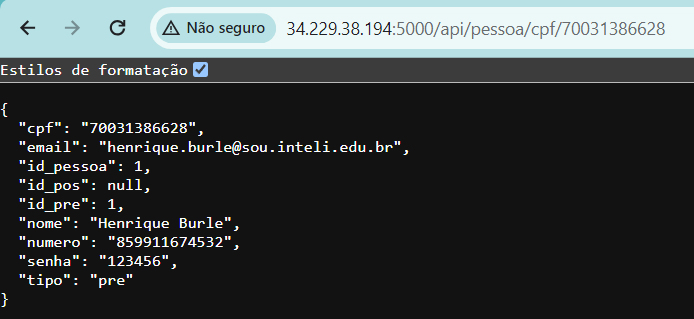 Não seguro 34.229.38.194:5000/api/pessoa/cpf/70031386628
Estilos de formatação
{
"cpf": "70031386628",
"email": "henrique.burle@sou.inteli.edu.br",
"id_pessoa": 1,
"id_pos": null,
"id_pre": 1,
"nome": "Henrique Burle",
"numero": "859911674532",
"senha": "123456",
"tipo": "pre"
}